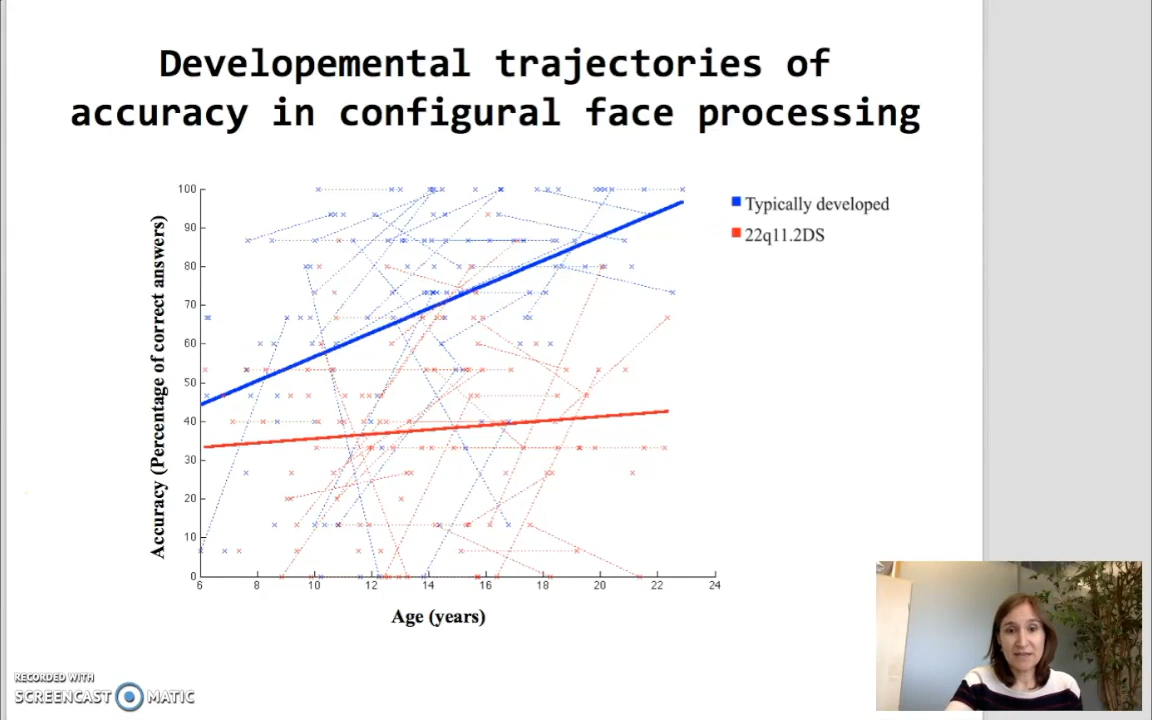 Developemental trajectories of
accuracy in configural face processing
Accuracy (Percentage of correct answers)
100
90
80
70
60
50
40
30
20
10
0
6
8
10
12
14
16
18
20
22
24
Age (years)
Typically developed
22q11.2DS
RECORDED WITH
SCREENCAST MATIC